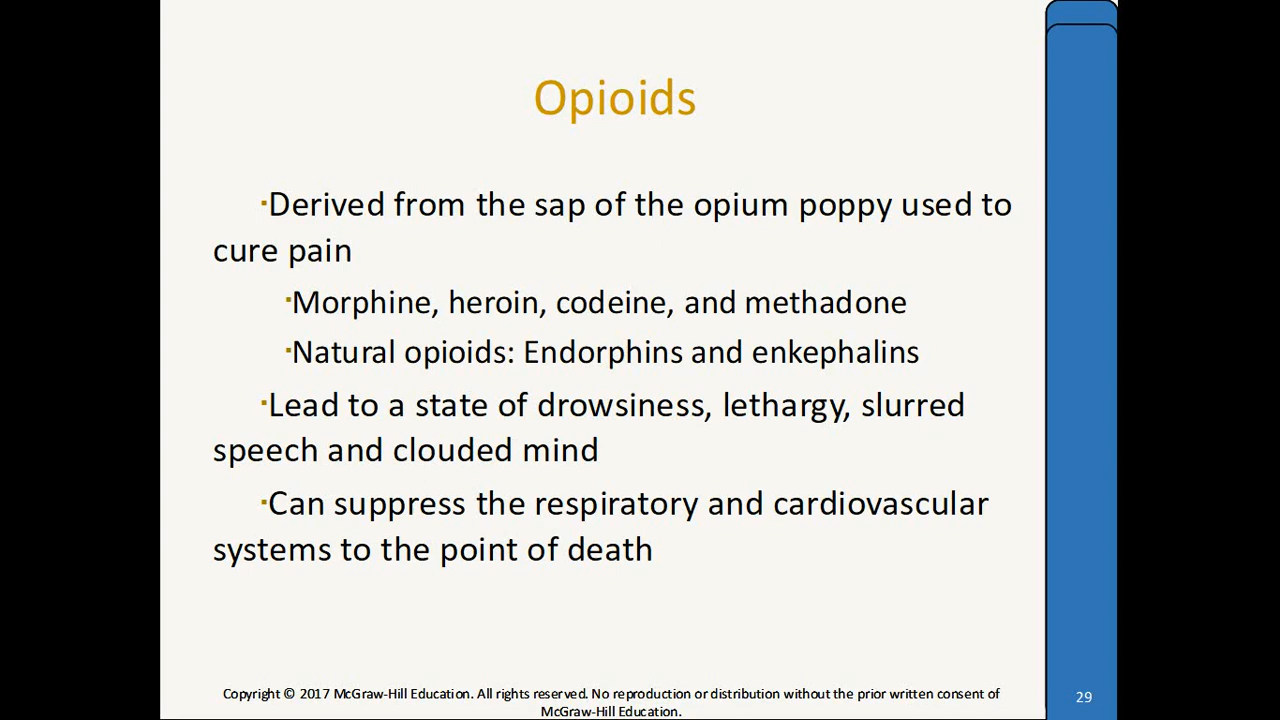 Opioids
▪Derived from the sap of the opium poppy used to
cure pain
▪Morphine, heroin, codeine, and methadone
▪Natural opioids: Endorphins and enkephalins
▪Lead to a state of drowsiness, lethargy, slurred
speech and clouded mind
▪Can suppress the respiratory and cardiovascular
systems to the point of death
Copyright © 2017 McGraw-Hill Education. All rights reserved. No reproduction or distribution without the prior written consent of
McGraw-Hill Education.
29